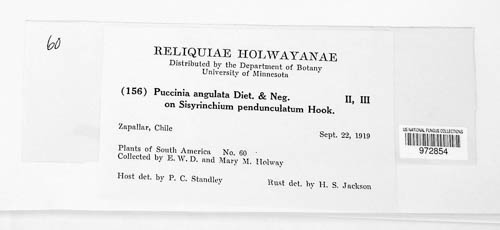 60
RELIQUIAE HOLWAYANAE
Distributed by the Department of Botany
University of Minnesota
(156) Puccinia angulata Diet. & Neg. II, III
on Sisyrinchium pendunculatum Hook.
Zapallar, Chile Sept. 22, 1919
Plants of South America No. 60
Collected by E. W. D. and Mary M. Holway
Host det. by P. C. Standley Rust det. by H. S. Jackson
US NATIONAL FUNGUS COLLECTIONS
972854